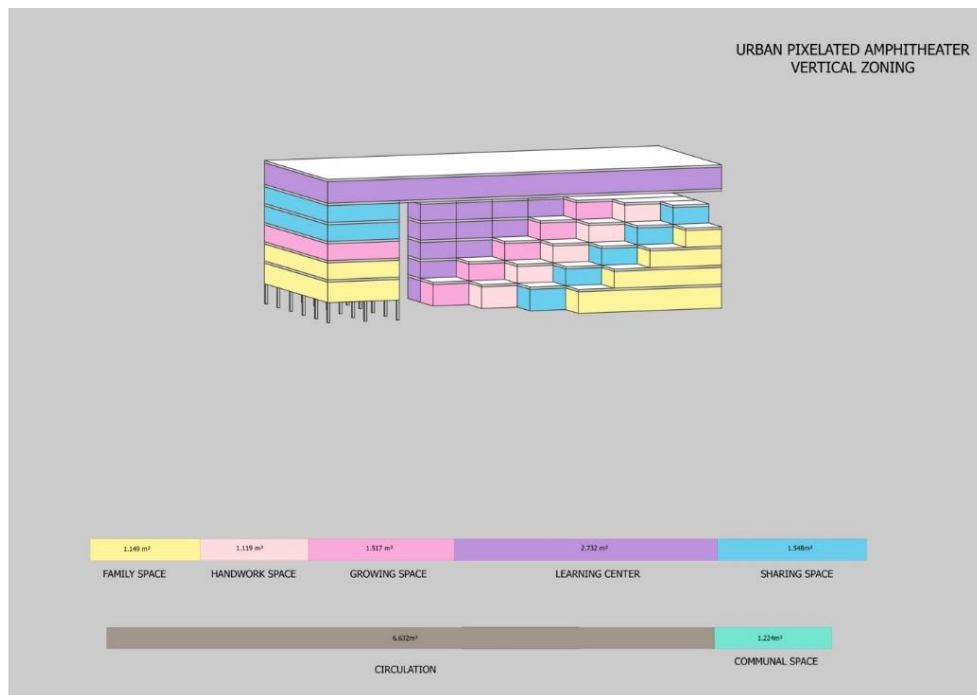 URBAN PIXELATED AMPHITHEATER
VERTICAL ZONING
1.149 m²
1.119 m²
1.517 m²
2.732 m²
1.548m²
FAMILY SPACE
HANDWORK SPACE
GROWING SPACE
LEARNING CENTER
SHARING SPACE
6.632m²
1.224m²
CIRCULATION
COMMUNAL SPACE